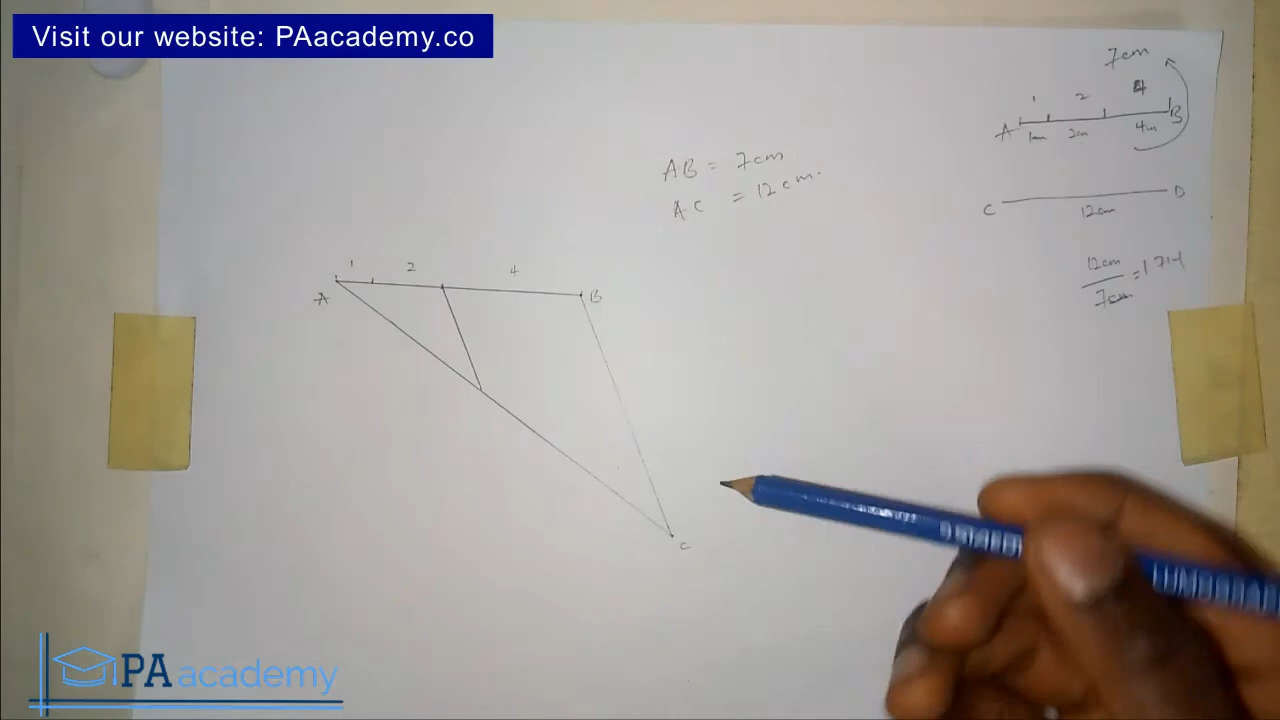 Visit our website: PAacademy.co
7cm
1 2 4
A B
1cm 2cm 4cm
AB = 7cm
AC = 12cm.
C D
12cm
12cm
= 1.714
7cm
1 2 4
A B
C
PA academy